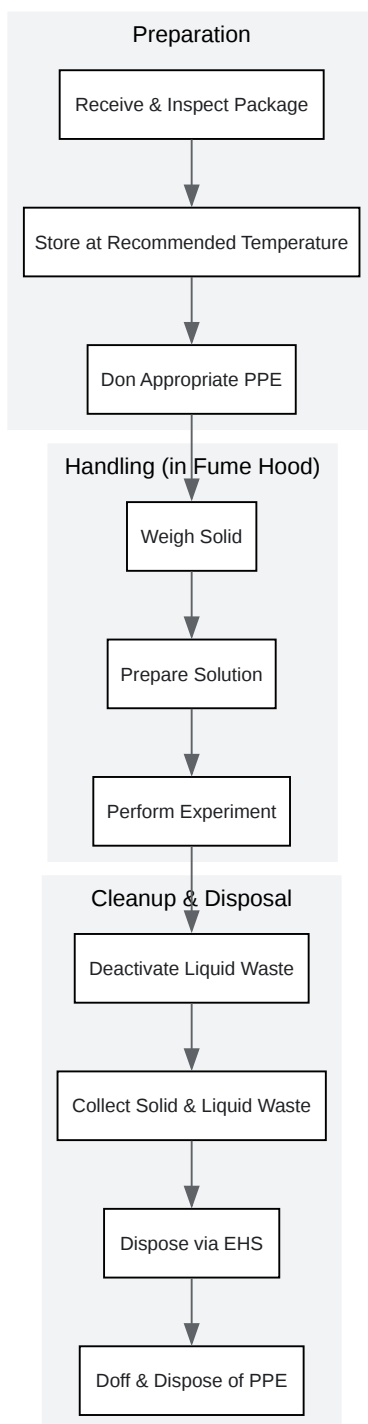 Preparation
Receive & Inspect Package
Store at Recommended Temperature
Don Appropriate PPE
Handling (in Fume Hood)
Weigh Solid
Prepare Solution
Perform Experiment
Cleanup & Disposal
Deactivate Liquid Waste
Collect Solid & Liquid Waste
Dispose via EHS
Doff & Dispose of PPE